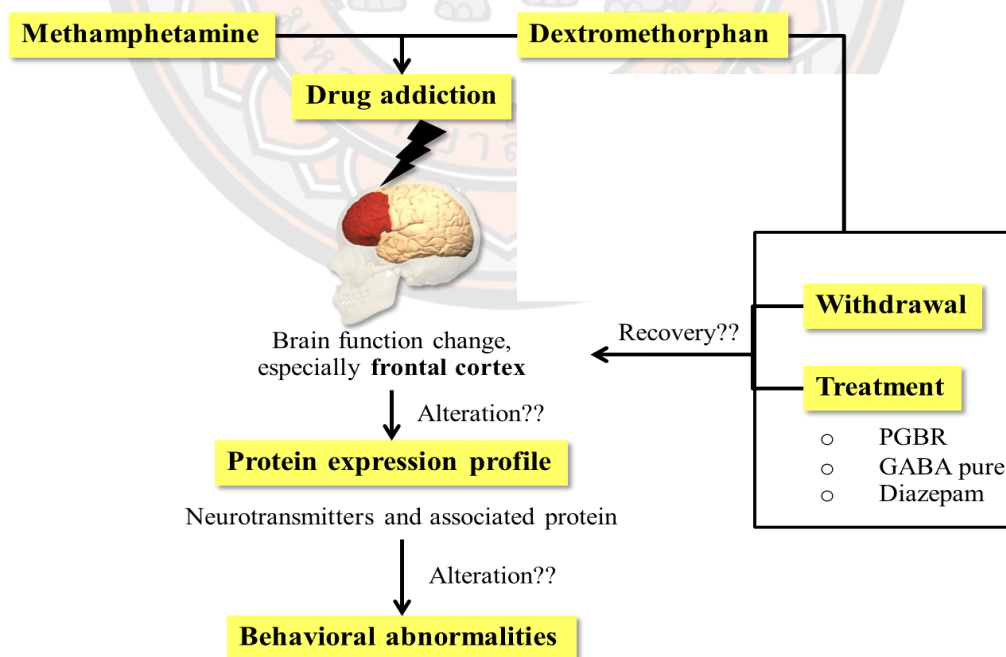 Methamphetamine
Dextromethorphan
Drug addiction
Brain function change,
especially frontal cortex
Recovery??
Withdrawal
Treatment
○ PGBR
○ GABA pure
○ Diazepam
Alteration??
Protein expression profile
Neurotransmitters and associated protein
Alteration??
Behavioral abnormalities